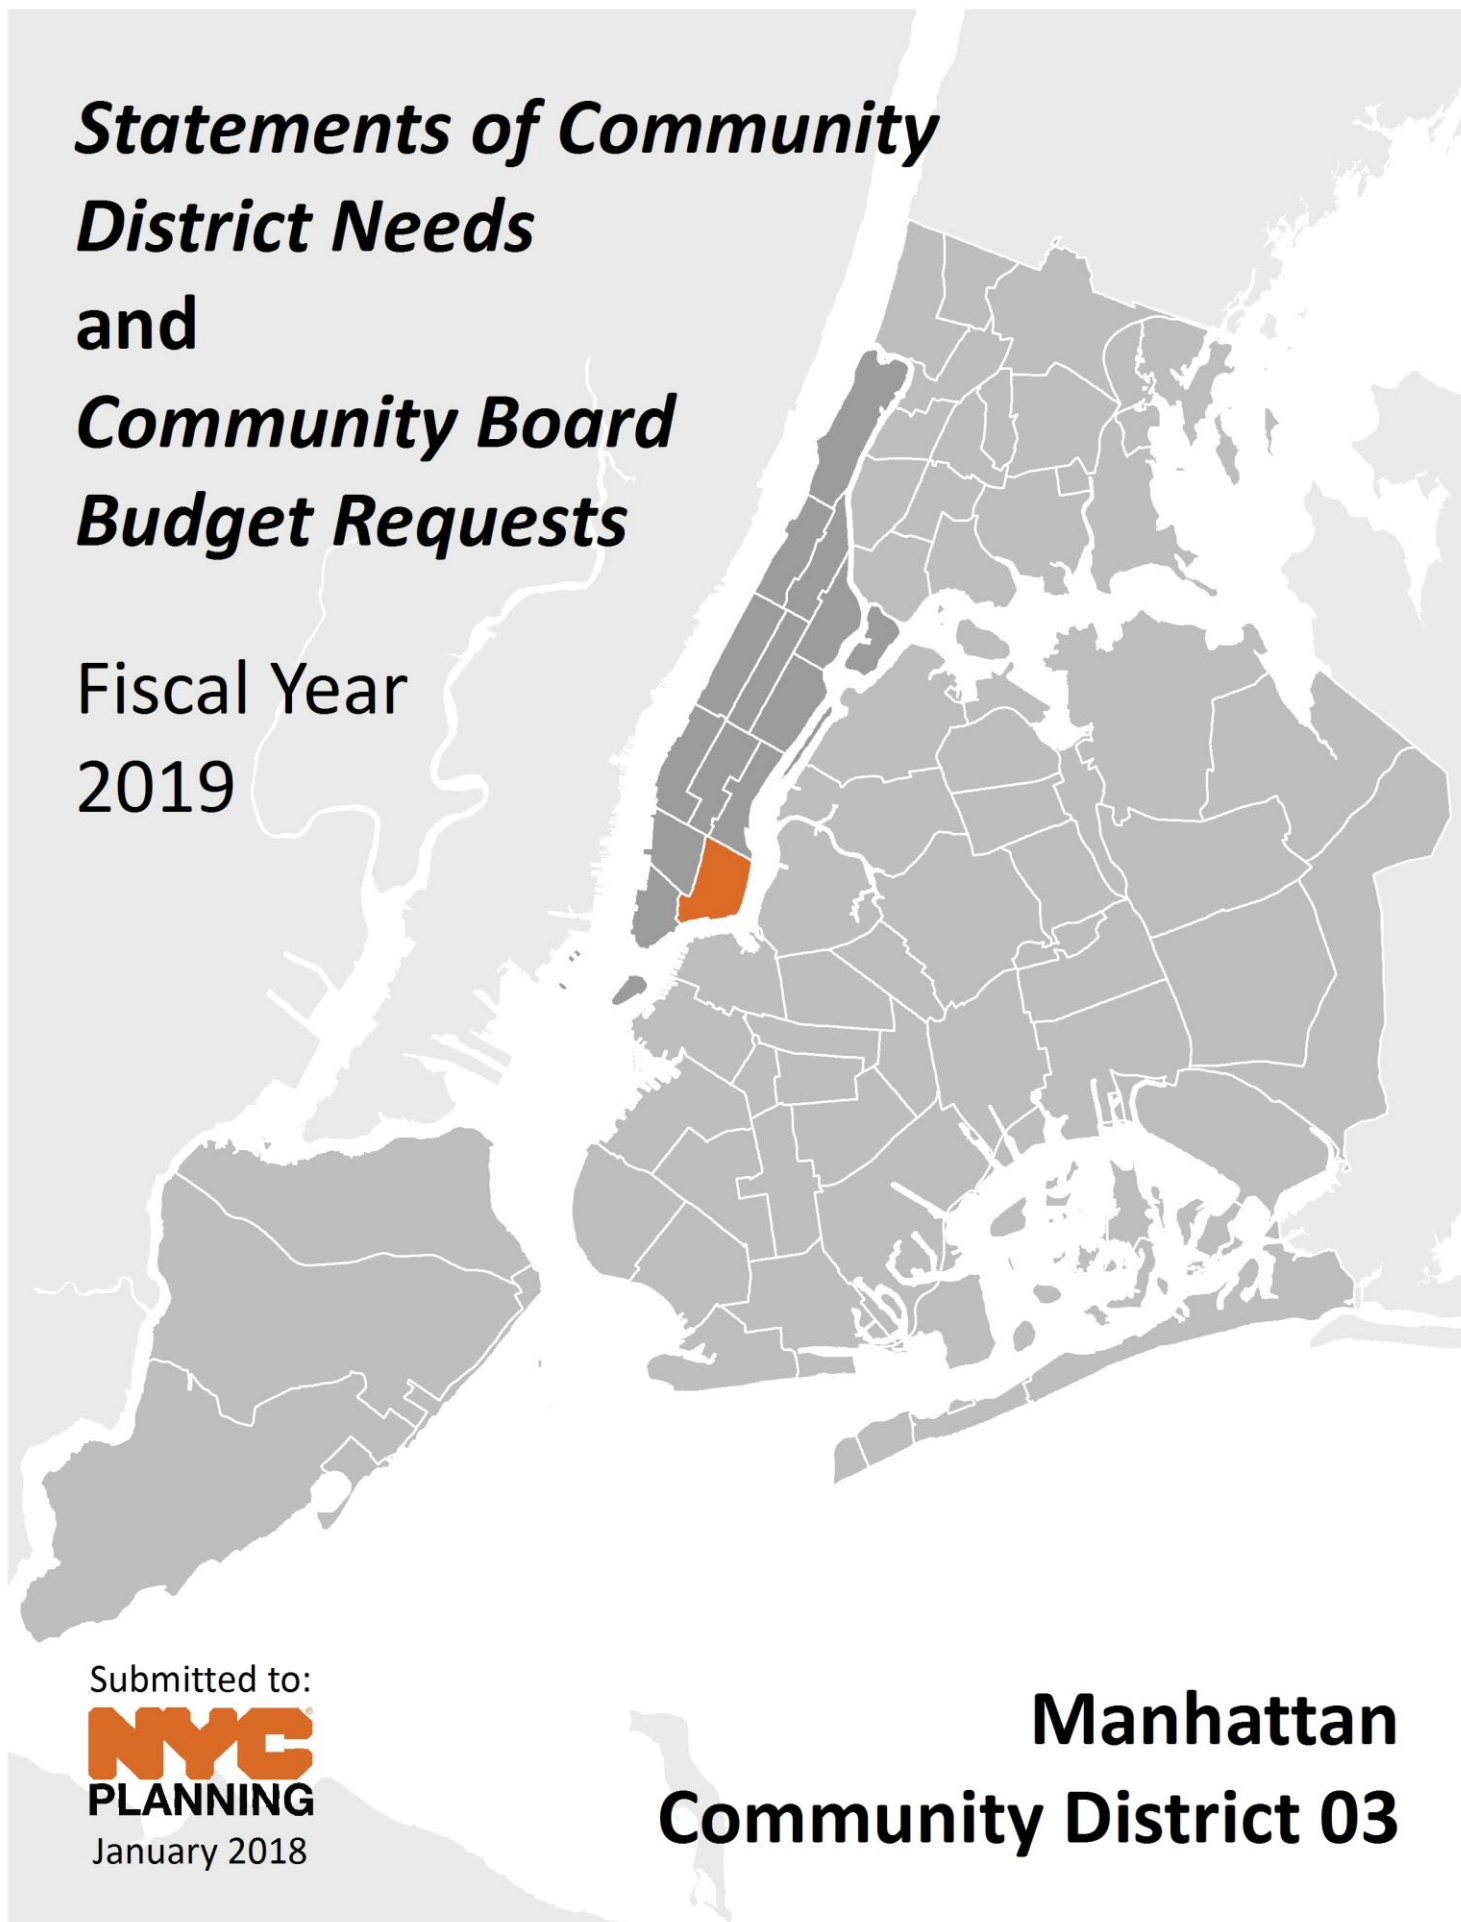 Statements of Community
District Needs
and
Community Board
Budget Requests
Fiscal Year
2019
Submitted to:
NYC
PLANNING
January 2018
Manhattan
Community District 03